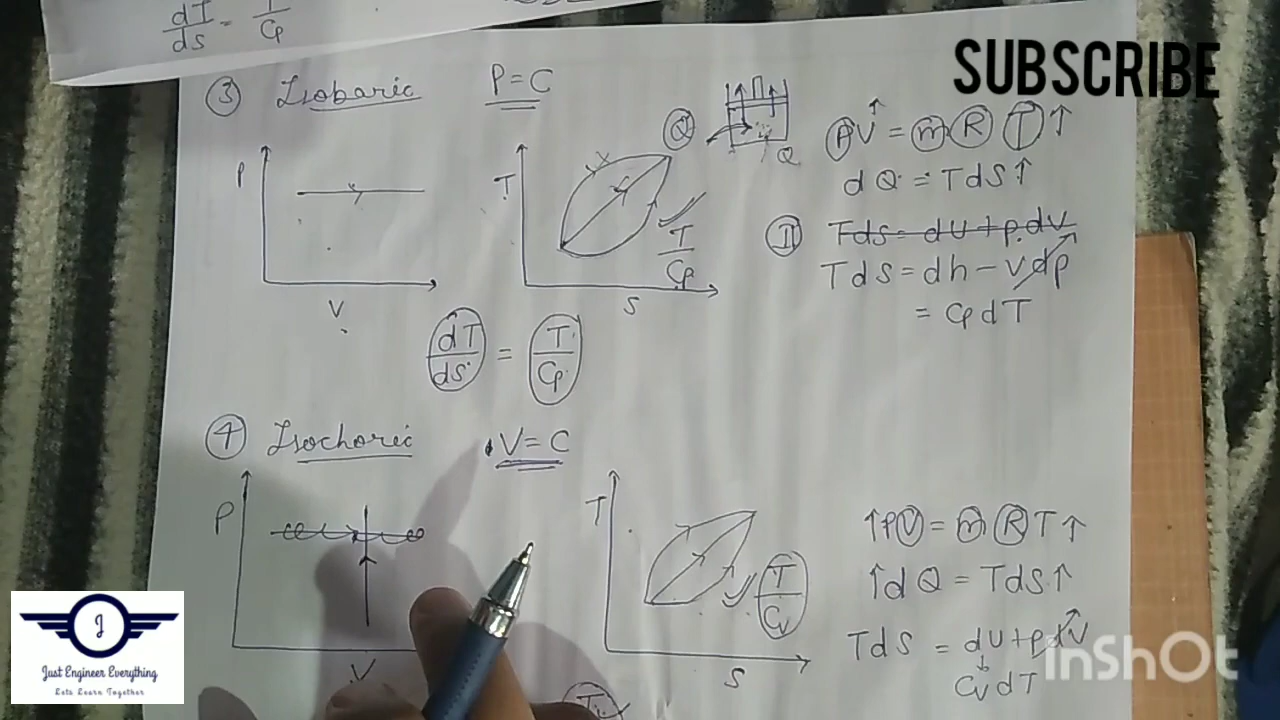 dT/ds = 1/Cp
SUBSCRIBE
③ Isobaric P=C
P
V
T
S
Q
T/Cp
PV = mRT↑
dQ = TdS↑
II Tds = dU + p.dV
TdS = dh - vdp
= CpdT
dT/ds = T/Cp
④ Isochoric V=C
P
V
T
S
T/Cv
↑PV = mRT↑
↑dQ = TdS↑
TdS = dU + pdv
CvdT
InShOt
J
Just Engineer Everything
Lets Learn Together